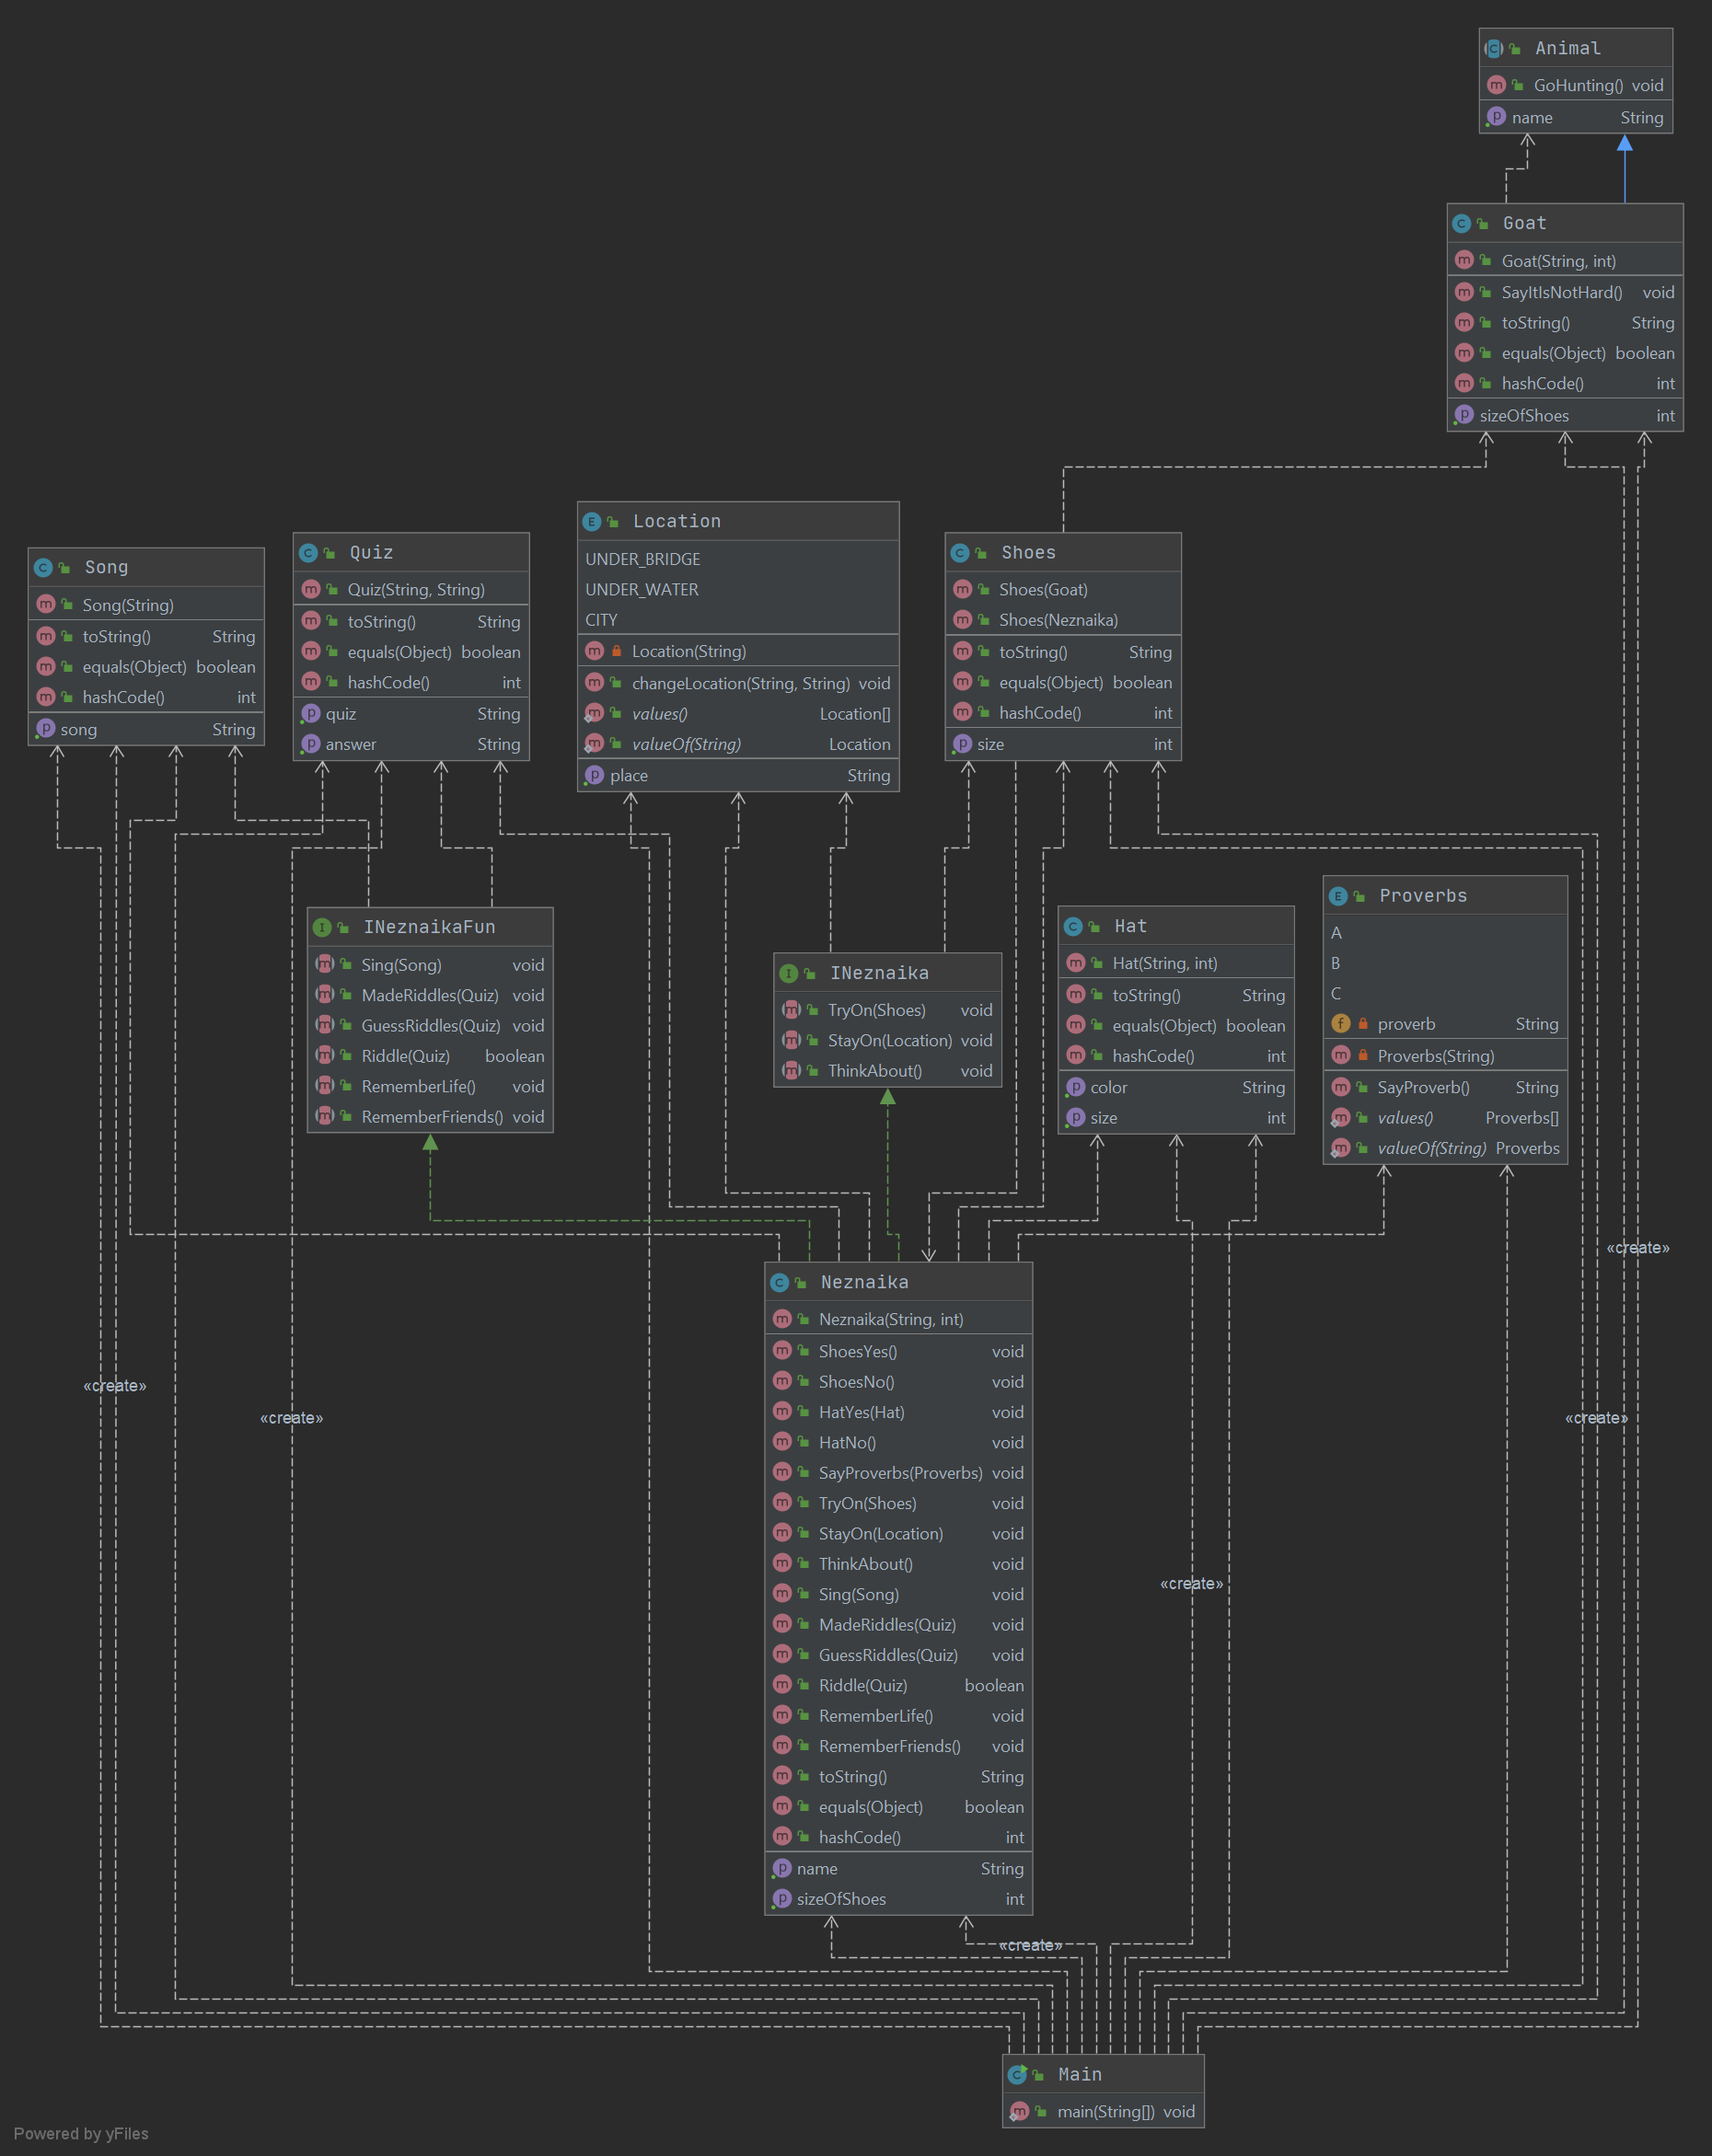 Animal
GoHunting() void
name String
Goat
Goat(String, int)
SayItIsNotHard() void
toString() String
equals(Object) boolean
hashCode() int
sizeOfShoes int
Song
Song(String)
toString() String
equals(Object) boolean
hashCode() int
song String
Quiz
Quiz(String, String)
toString() String
equals(Object) boolean
hashCode() int
quiz String
answer String
Location
UNDER_BRIDGE
UNDER_WATER
CITY
Location(String)
changeLocation(String, String) void
values() Location[]
valueOf(String) Location
place String
Shoes
Shoes(Goat)
Shoes(Neznaika)
toString() String
equals(Object) boolean
hashCode() int
size int
INeznaikaFun
Sing(Song) void
MadeRiddles(Quiz) void
GuessRiddles(Quiz) void
Riddle(Quiz) boolean
RememberLife() void
RememberFriends() void
INeznaika
TryOn(Shoes) void
StayOn(Location) void
ThinkAbout() void
Hat
Hat(String, int)
toString() String
equals(Object) boolean
hashCode() int
color String
size int
Proverbs
A
B
C
proverb String
Proverbs(String)
SayProverb() String
values() Proverbs[]
valueOf(String) Proverbs
«create»
Neznaika
Neznaika(String, int)
ShoesYes() void
ShoesNo() void
HatYes(Hat) void
HatNo() void
SayProverbs(Proverbs) void
TryOn(Shoes) void
StayOn(Location) void
ThinkAbout() void
Sing(Song) void
MadeRiddles(Quiz) void
GuessRiddles(Quiz) void
Riddle(Quiz) boolean
RememberLife() void
RememberFriends() void
toString() String
equals(Object) boolean
hashCode() int
name String
sizeOfShoes int
«create»
«create»
«create»
«create»
«create»
Main
main(String[]) void
Powered by yFiles